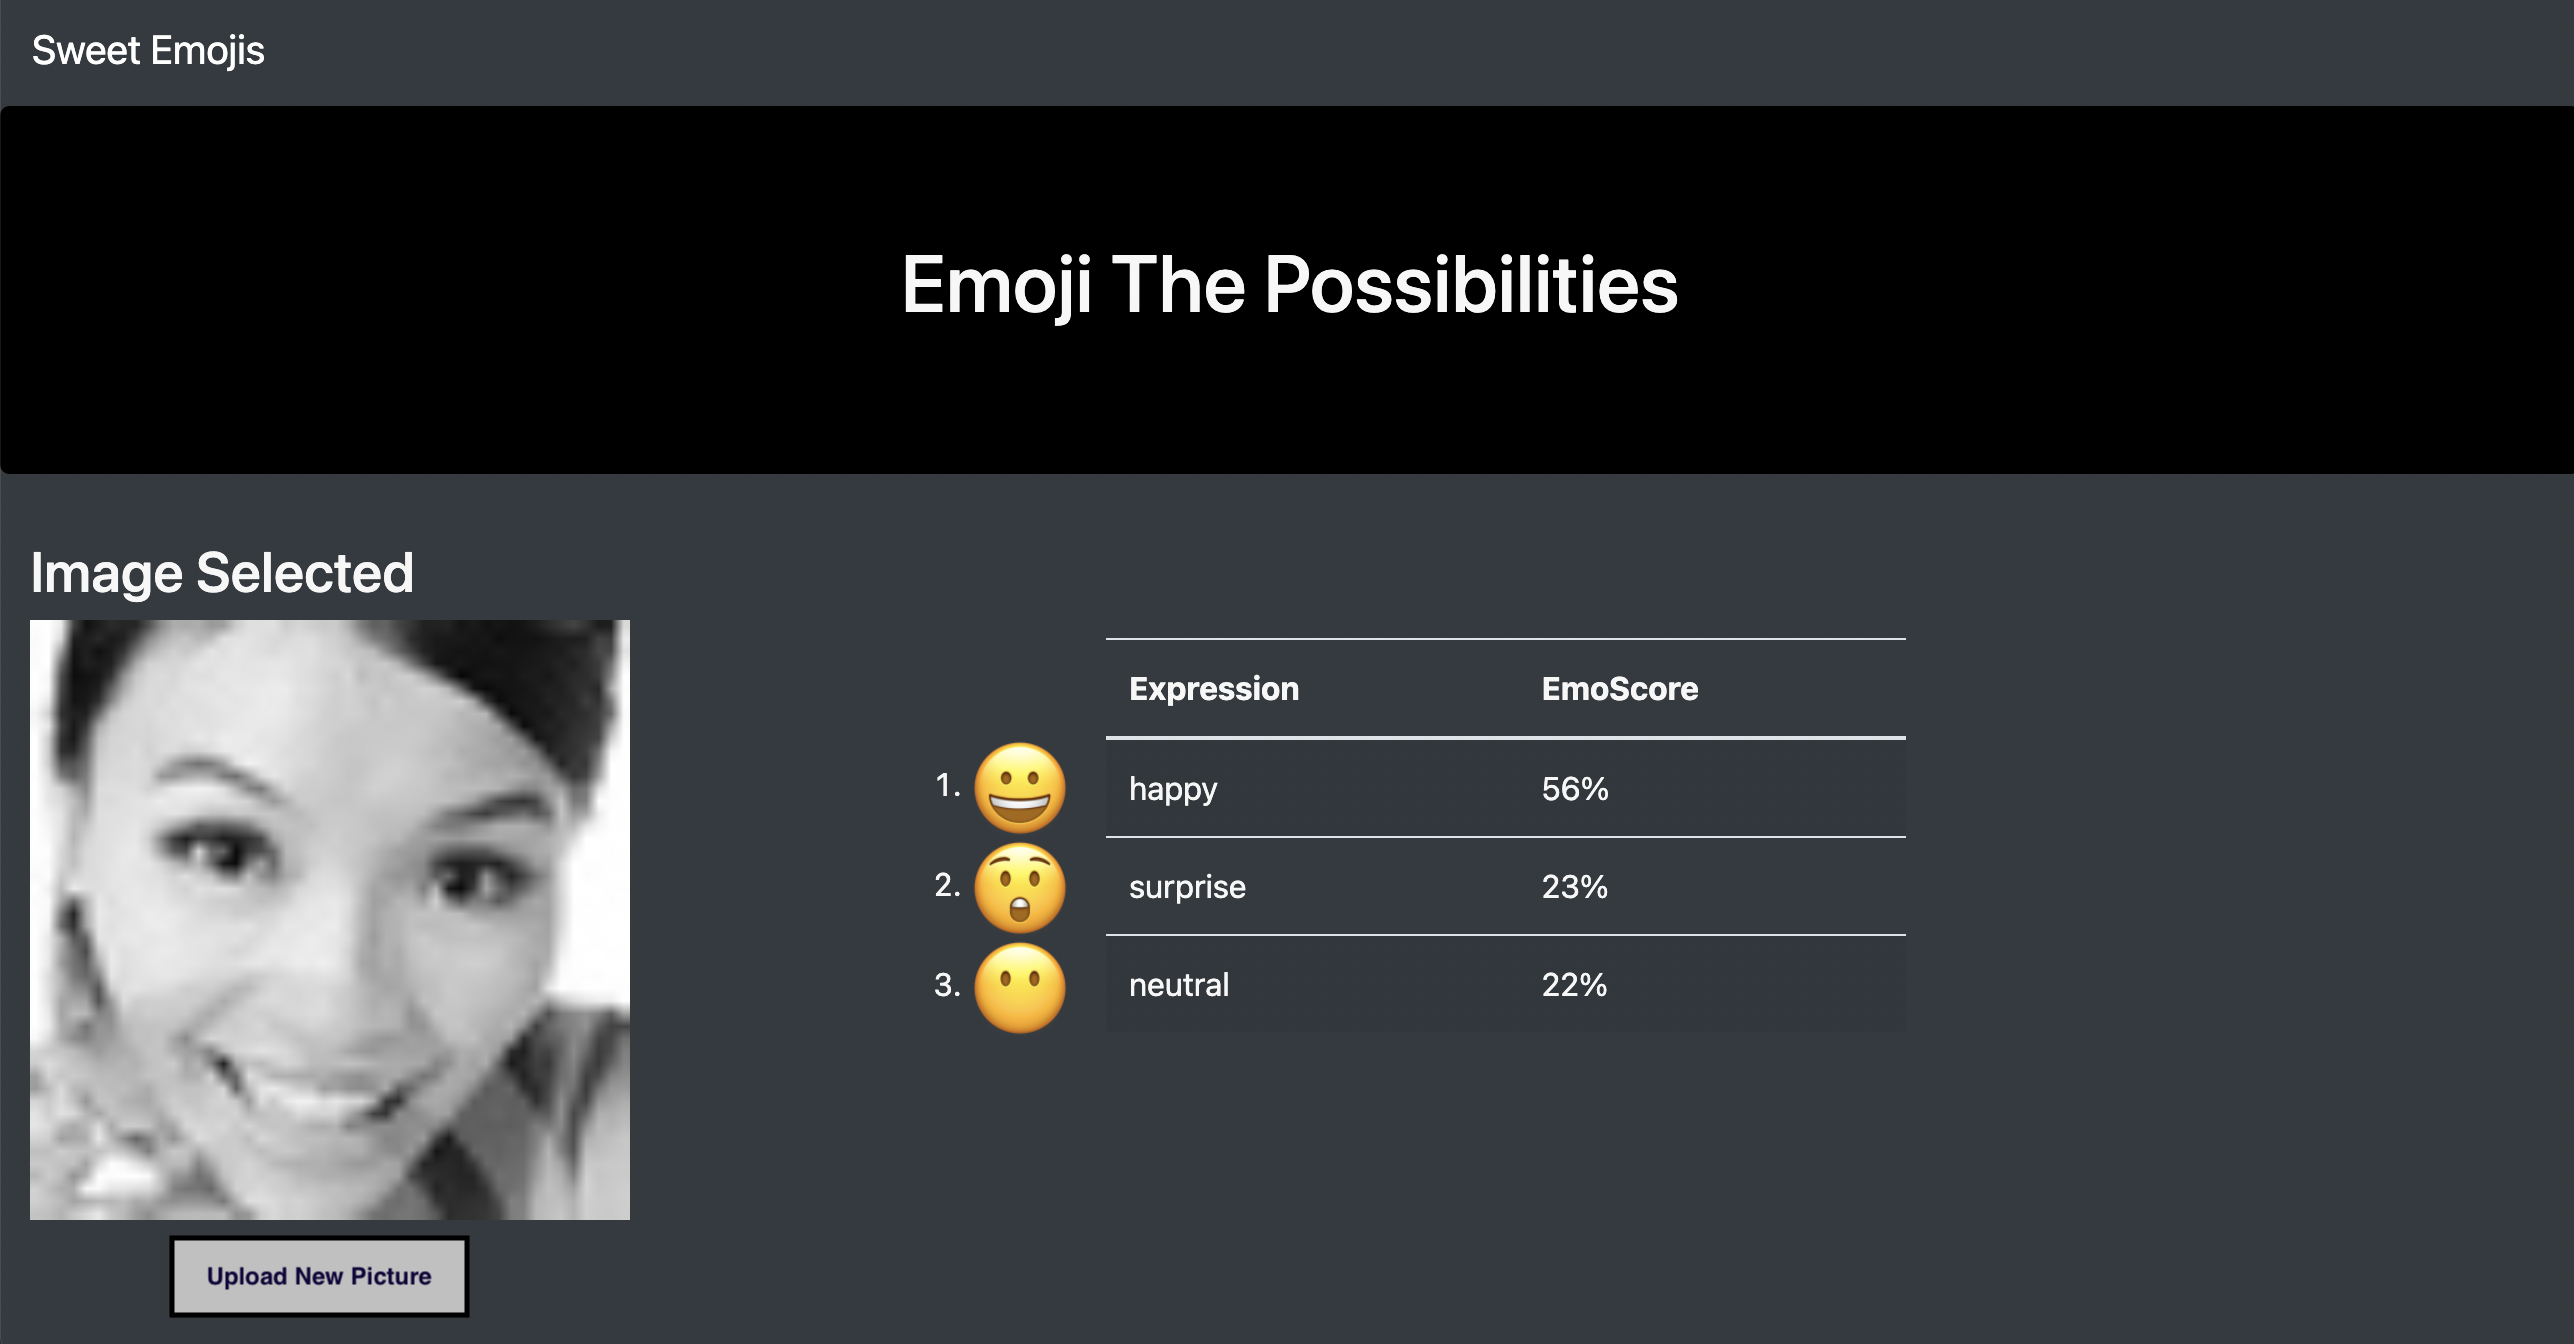 Sweet Emojis
Emoji The Possibilities
Image Selected
Expression EmoScore
1. happy 56%
2. surprise 23%
3. neutral 22%
Upload New Picture